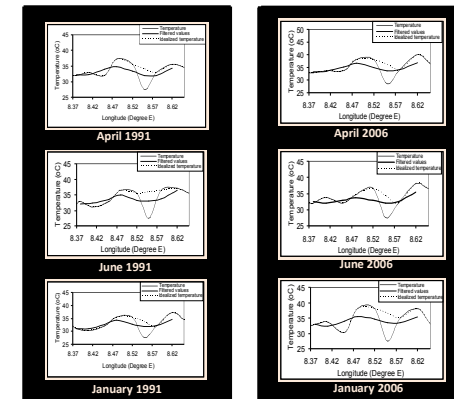 Temperature
Filtered values
Idealized temperature
Temperature (oC)
45
40
35
30
25
8.37 8.42 8.47 8.52 8.57 8.62
Longitude (Degree E)
April 1991
Temperature
Filtered values
Idealized temperature
Temperature (oC)
50
45
40
35
30
25
8.37 8.42 8.47 8.52 8.57 8.62
Longitude (Degree E)
April 2006
Temperature
Filtered values
Idealized temperature
Temperature (oC)
45
40
35
30
25
8.37 8.42 8.47 8.52 8.57 8.62
Longitude (Degree E)
June 1991
Temperature
Filtered values
Idealized temperature
Temperature (oC)
45
40
35
30
25
8.37 8.42 8.47 8.52 8.57 8.62
Longitude (Degree E)
June 2006
Temperature
Filtered values
Idealized temperature
Temperature (oC)
45
40
35
30
25
8.37 8.42 8.47 8.52 8.57 8.62
Longitude (Degree E)
January 1991
Temperature
Filtered values
Idealized temperature
Temperature (oC)
45
40
35
30
25
8.37 8.42 8.47 8.52 8.57 8.62
Longitude (Degree E)
January 2006